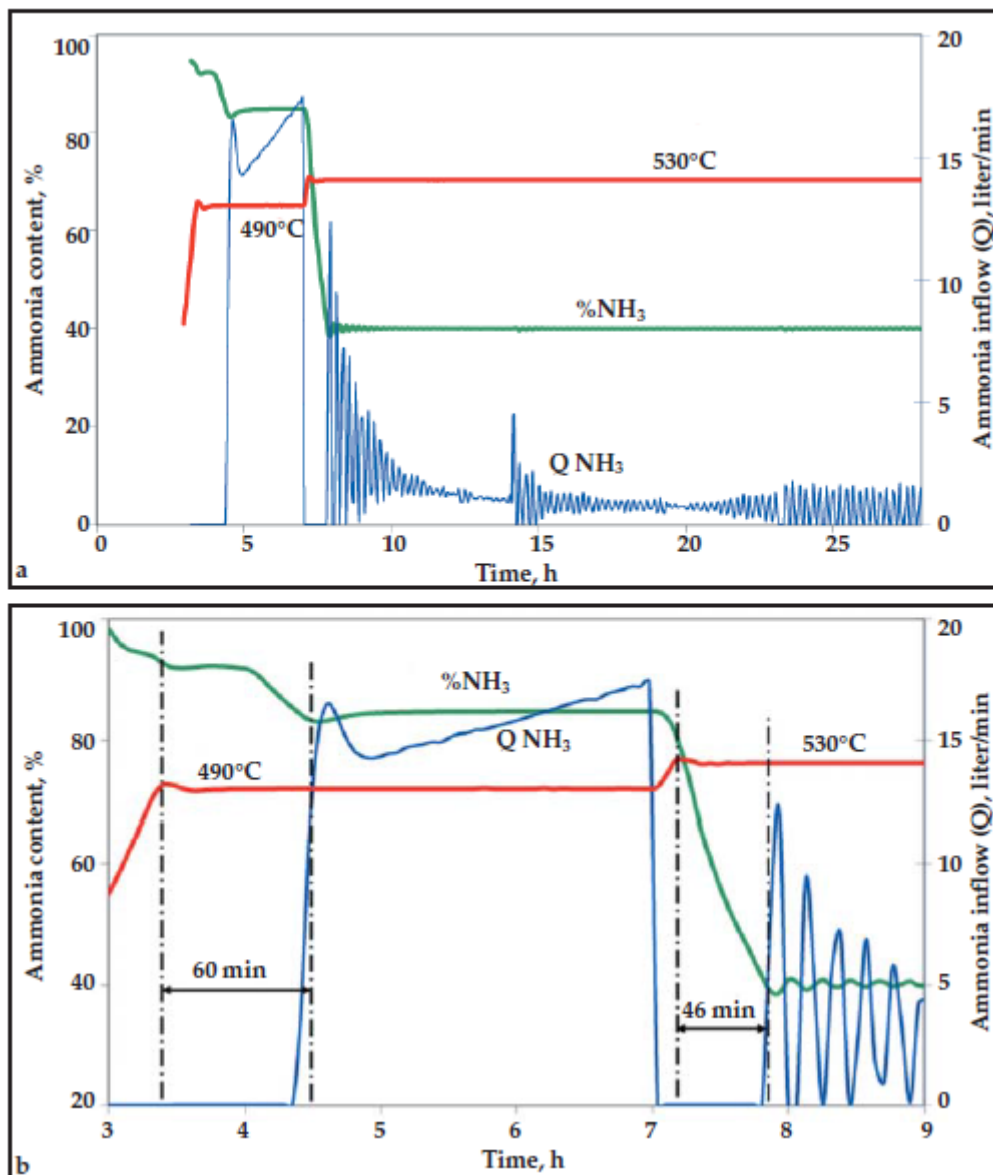 100
80
60
40
20
0
Ammonia content, %
20
15
10
5
0
Ammonia inflow (Q), liter/min
530°C
490°C
%NH₃
Q NH₃
0 5 10 15 20 25
Time, h
a
100
80
60
40
20
Ammonia content, %
20
15
10
5
0
Ammonia inflow (Q), liter/min
%NH₃
490°C
Q NH₃
530°C
60 min
46 min
3 4 5 6 7 8 9
Time, h
b